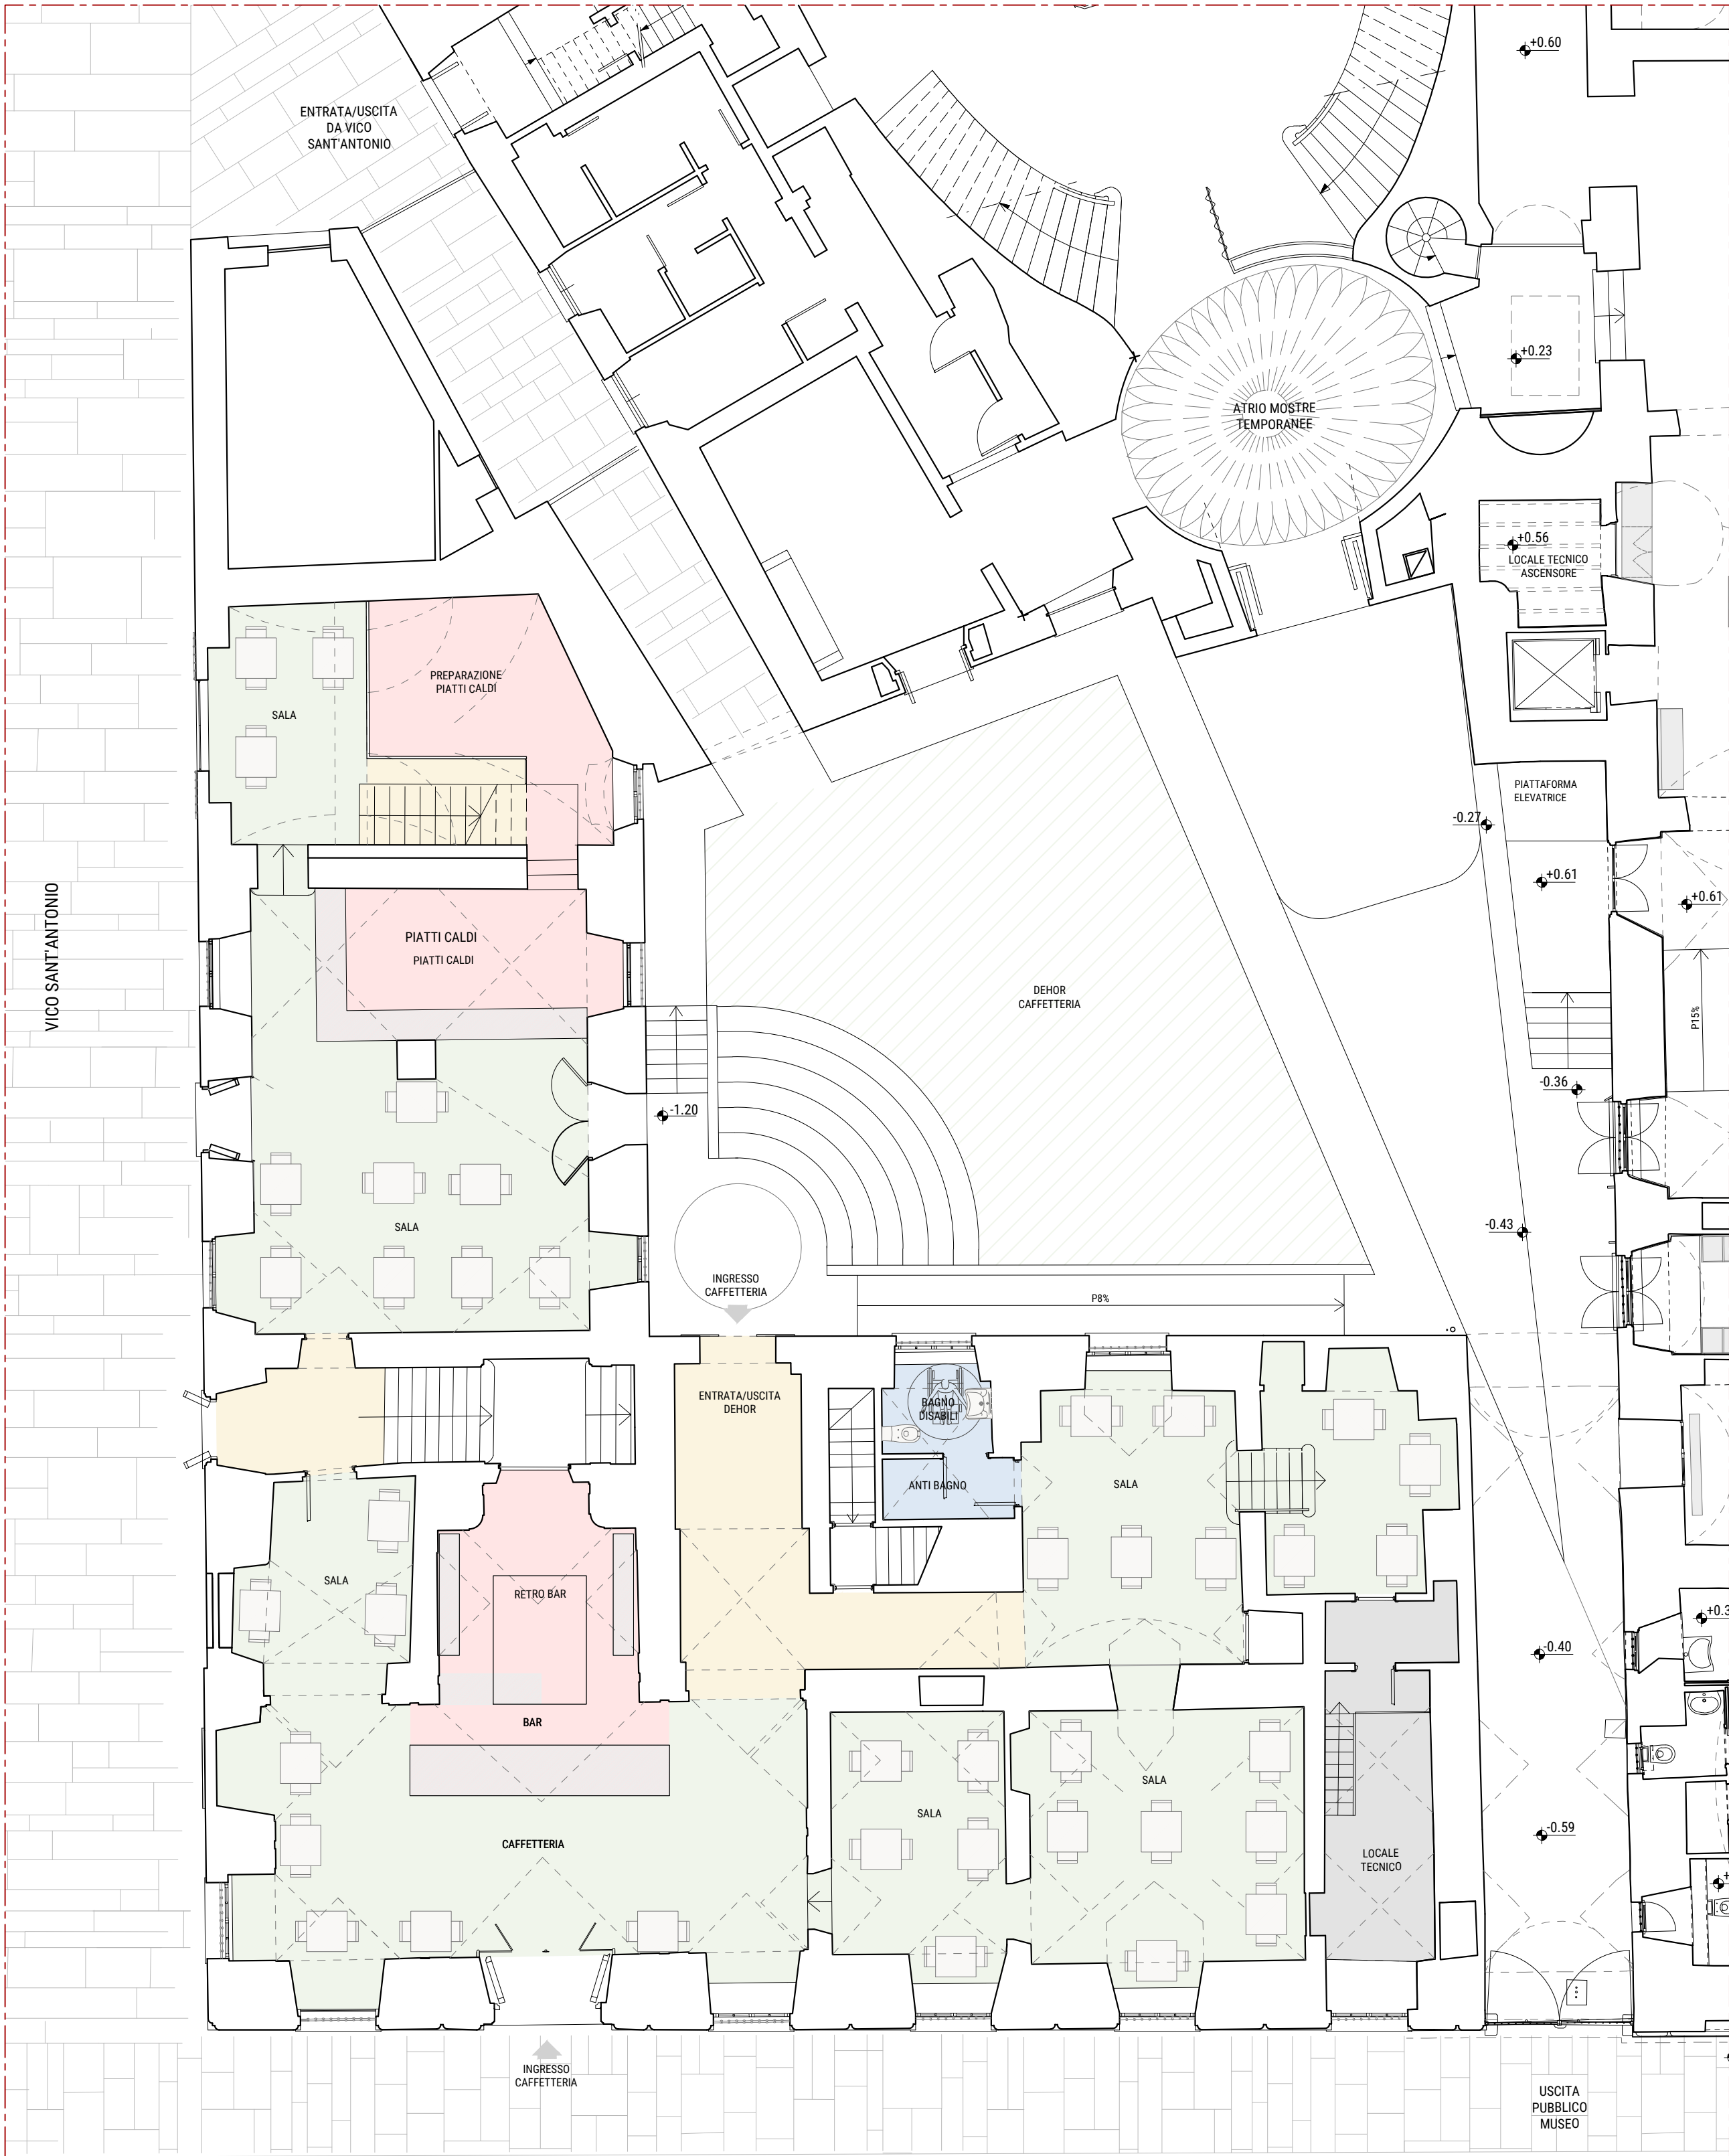 +0.60
ENTRATA/USCITA
DA VICO
SANT'ANTONIO
+0.23
ATRIO MOSTRE
TEMPORANEE
+0.56
LOCALE TECNICO
ASCENSORE
PREPARAZIONE
PIATTI CALDI
SALA
PIATTAFORMA
ELEVATRICE
-0.27
+0.61
+0.61
VICO SANT'ANTONIO
PIATTI CALDI
PIATTI CALDI
DEHOR
CAFFETTERIA
P15%
-0.36
-1.20
SALA
-0.43
INGRESSO
CAFFETTERIA
P8%
ENTRATA/USCITA
DEHOR
BAGNO
DISABILI
ANTI BAGNO
SALA
SALA
RETRO BAR
+0.3
-0.40
BAR
SALA
SALA
CAFFETTERIA
-0.59
LOCALE
TECNICO
INGRESSO
CAFFETTERIA
USCITA
PUBBLICO
MUSEO